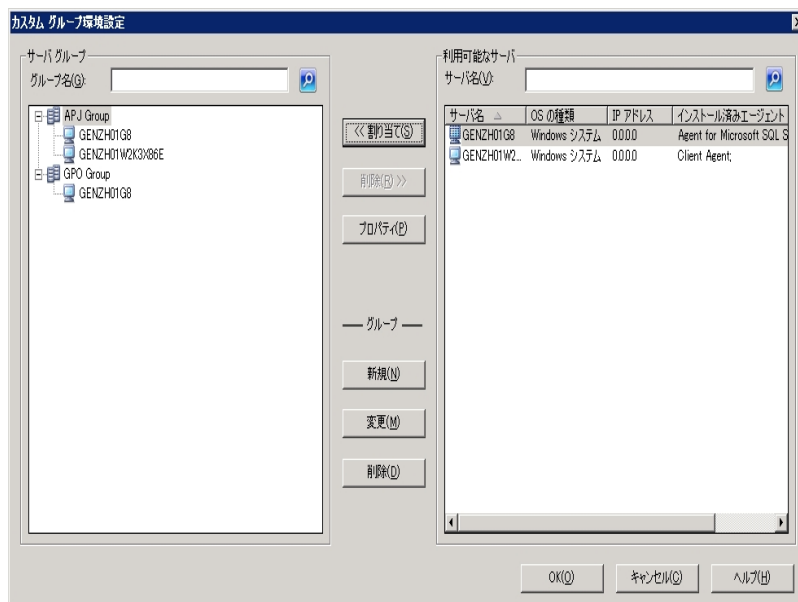 カスタム グループ環境設定
サーバ グループ
グループ名(G):
APJ Group
GENZH01G8
GENZH01W2K3X86E
GPO Group
GENZH01G8
<< 割り当て(S)
削除(R) >>
プロパティ(P)
グループ
新規(N)
変更(M)
削除(D)
利用可能なサーバ
サーバ名(V):
サーバ名 OS の種類 IP アドレス インストール済みエージェント
GENZH01G8 Windows システム 0.0.0.0 Agent for Microsoft SQL S
GENZH01W2... Windows システム 0.0.0.0 Client Agent;
OK(O) キャンセル(C) ヘルプ(H)